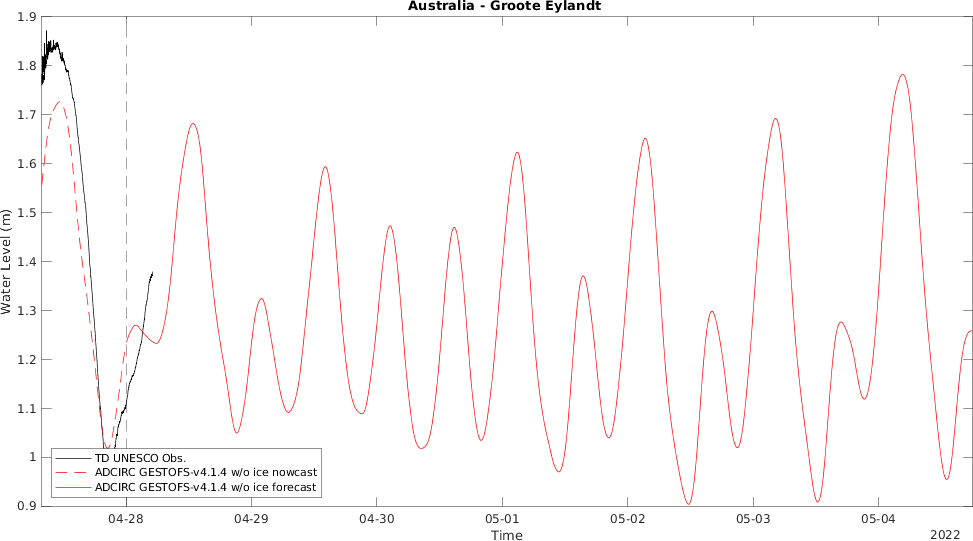 Australia - Groote Eylandt
1.9
1.8
1.7
1.6
1.5
1.4
1.3
1.2
1.1
1
0.9
Water Level (m)
TD UNESCO Obs.
ADCIRC GESTOFS-v4.1.4 w/o ice nowcast
ADCIRC GESTOFS-v4.1.4 w/o ice forecast
04-28 04-29 04-30 05-01 05-02 05-03 05-04
Time
2022